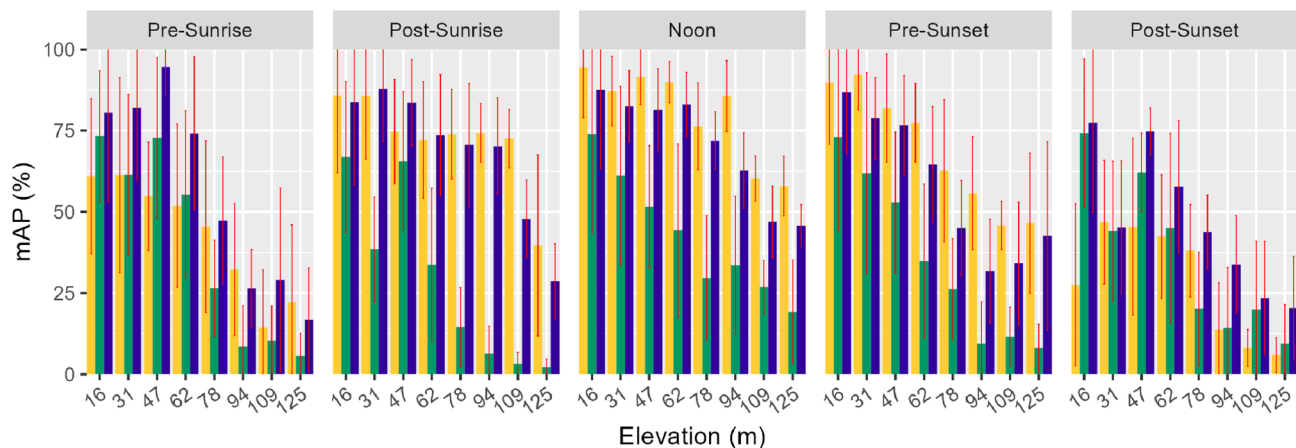 Pre-Sunrise Post-Sunrise Noon Pre-Sunset Post-Sunset
100
75
50
25
0
mAP (%)
16 31 47 62 78 94 109 125 16 31 47 62 78 94 109 125 16 31 47 62 78 94 109 125 16 31 47 62 78 94 109 125 16 31 47 62 78 94 109 125
Elevation (m)